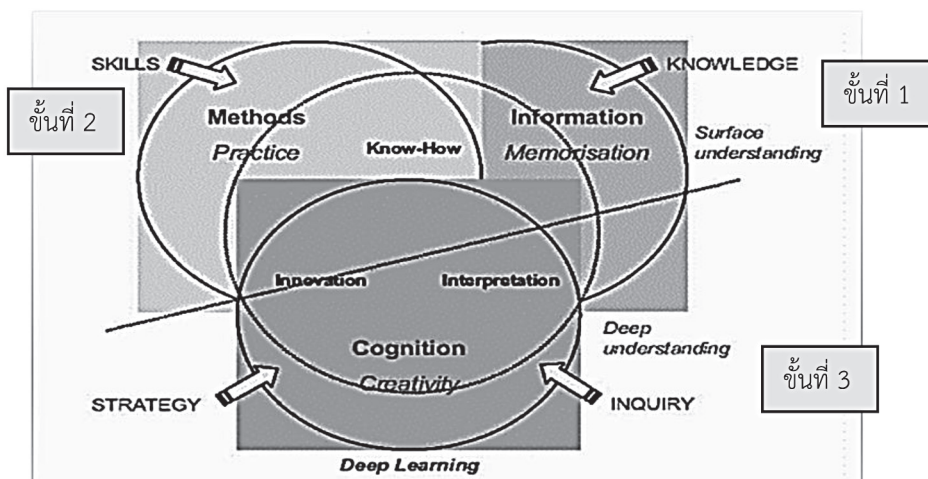 SKILLS
KNOWLEDGE
ขั้นที่ 1
ขั้นที่ 2
Methods
Practice
Know-How
Information
Memorisation
Surface
understanding
Innovation
Interpretation
Cognition
Creativity
Deep
understanding
ขั้นที่ 3
STRATEGY
INQUIRY
Deep Learning